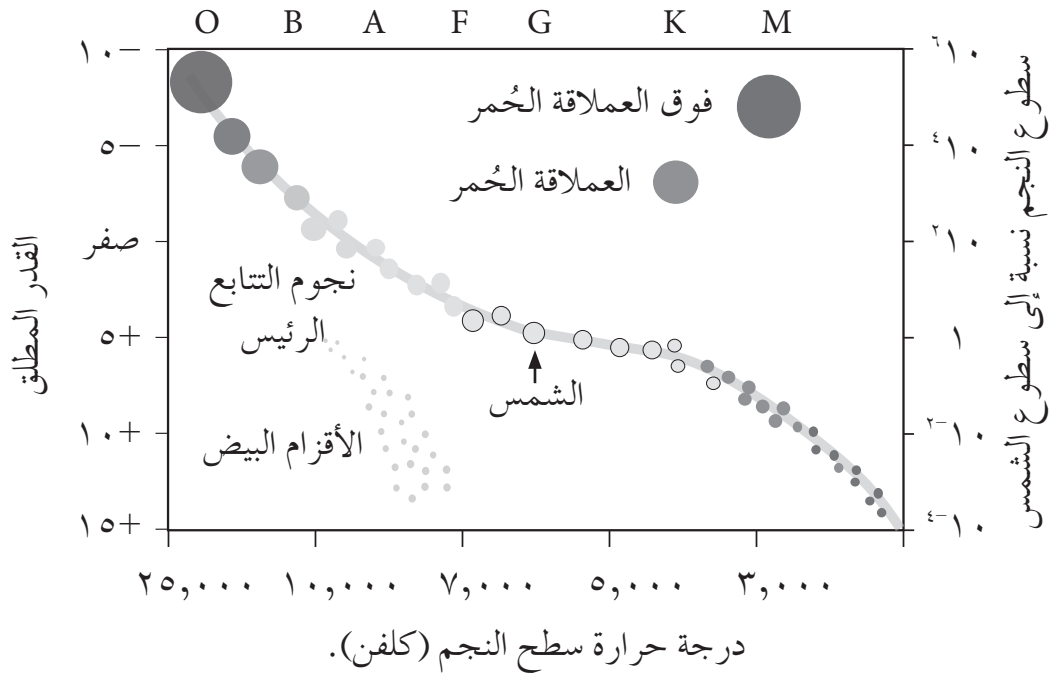 O B A F G K M
١٠−
٥−
صفر
٥+
١٠+
١٥+
القدر المطلق
١٠⁶
١٠⁴
١٠²
١
١٠⁻²
١٠⁻⁴
سطوع النجم نسبة إلى سطوع الشمس
فوق العملاقة الحُمر
العملاقة الحُمر
نجوم التتابع
الرئيس
الشمس
الأقزام البيض
٢٥,٠٠٠ ١٠,٠٠٠ ٧,٠٠٠ ٥,٠٠٠ ٣,٠٠٠
درجة حرارة سطح النجم (كلفن).